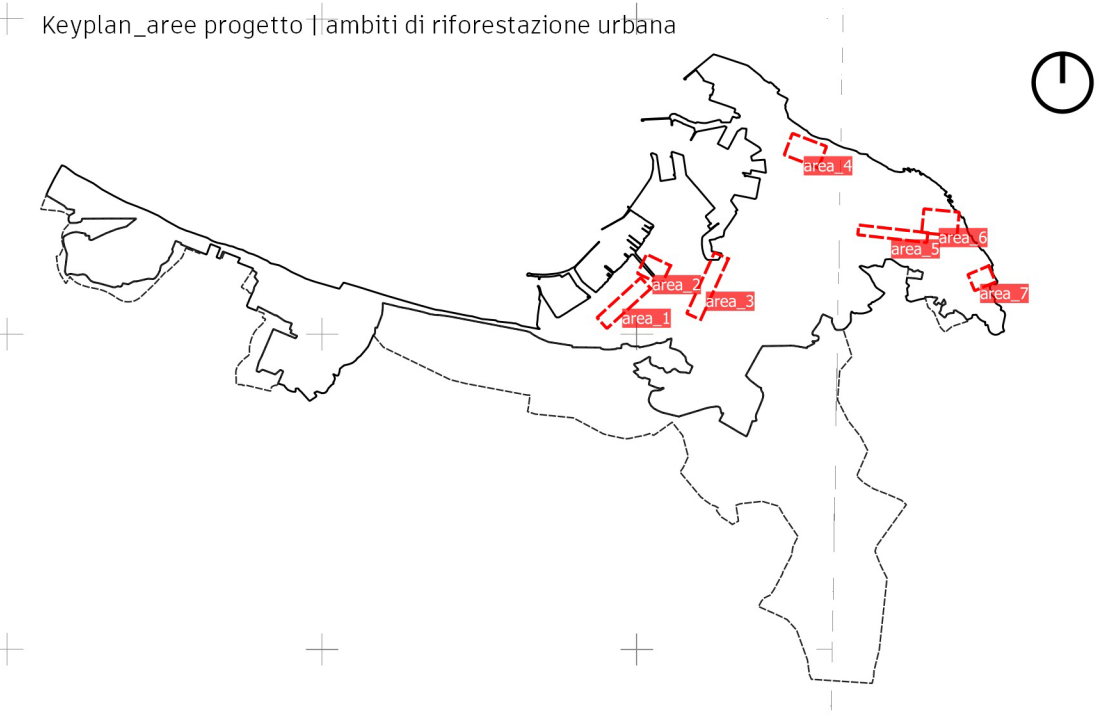 Keyplan_aree progetto | ambiti di riforestazione urbana
area_4
area_6
area_5
area_2
area_7
area_3
area_1